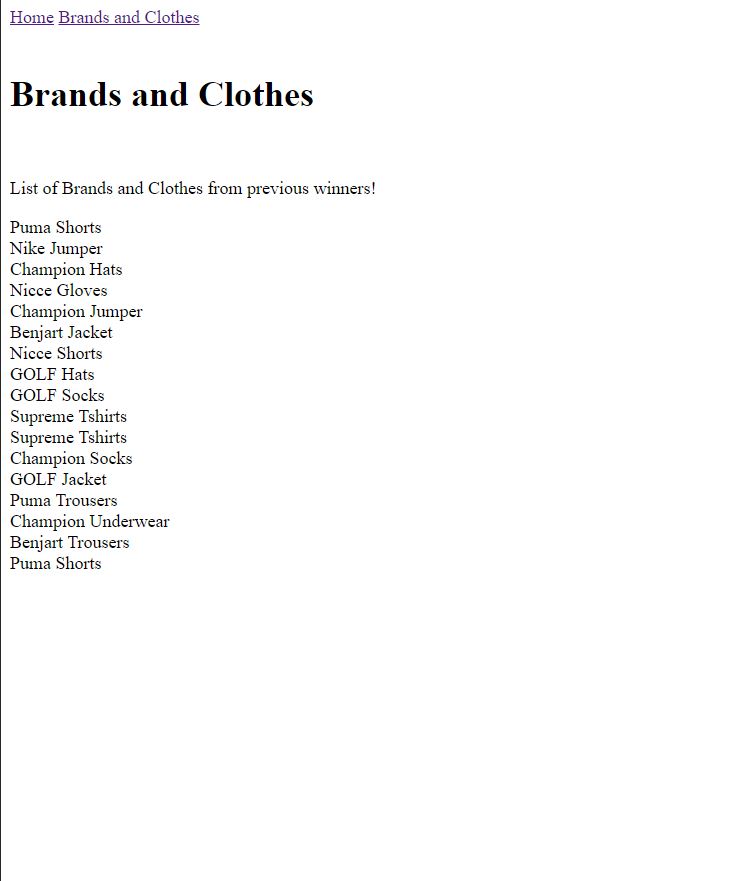 Home Brands and Clothes
Brands and Clothes
List of Brands and Clothes from previous winners!
Puma Shorts
Nike Jumper
Champion Hats
Nicce Gloves
Champion Jumper
Benjart Jacket
Nicce Shorts
GOLF Hats
GOLF Socks
Supreme Tshirts
Supreme Tshirts
Champion Socks
GOLF Jacket
Puma Trousers
Champion Underwear
Benjart Trousers
Puma Shorts